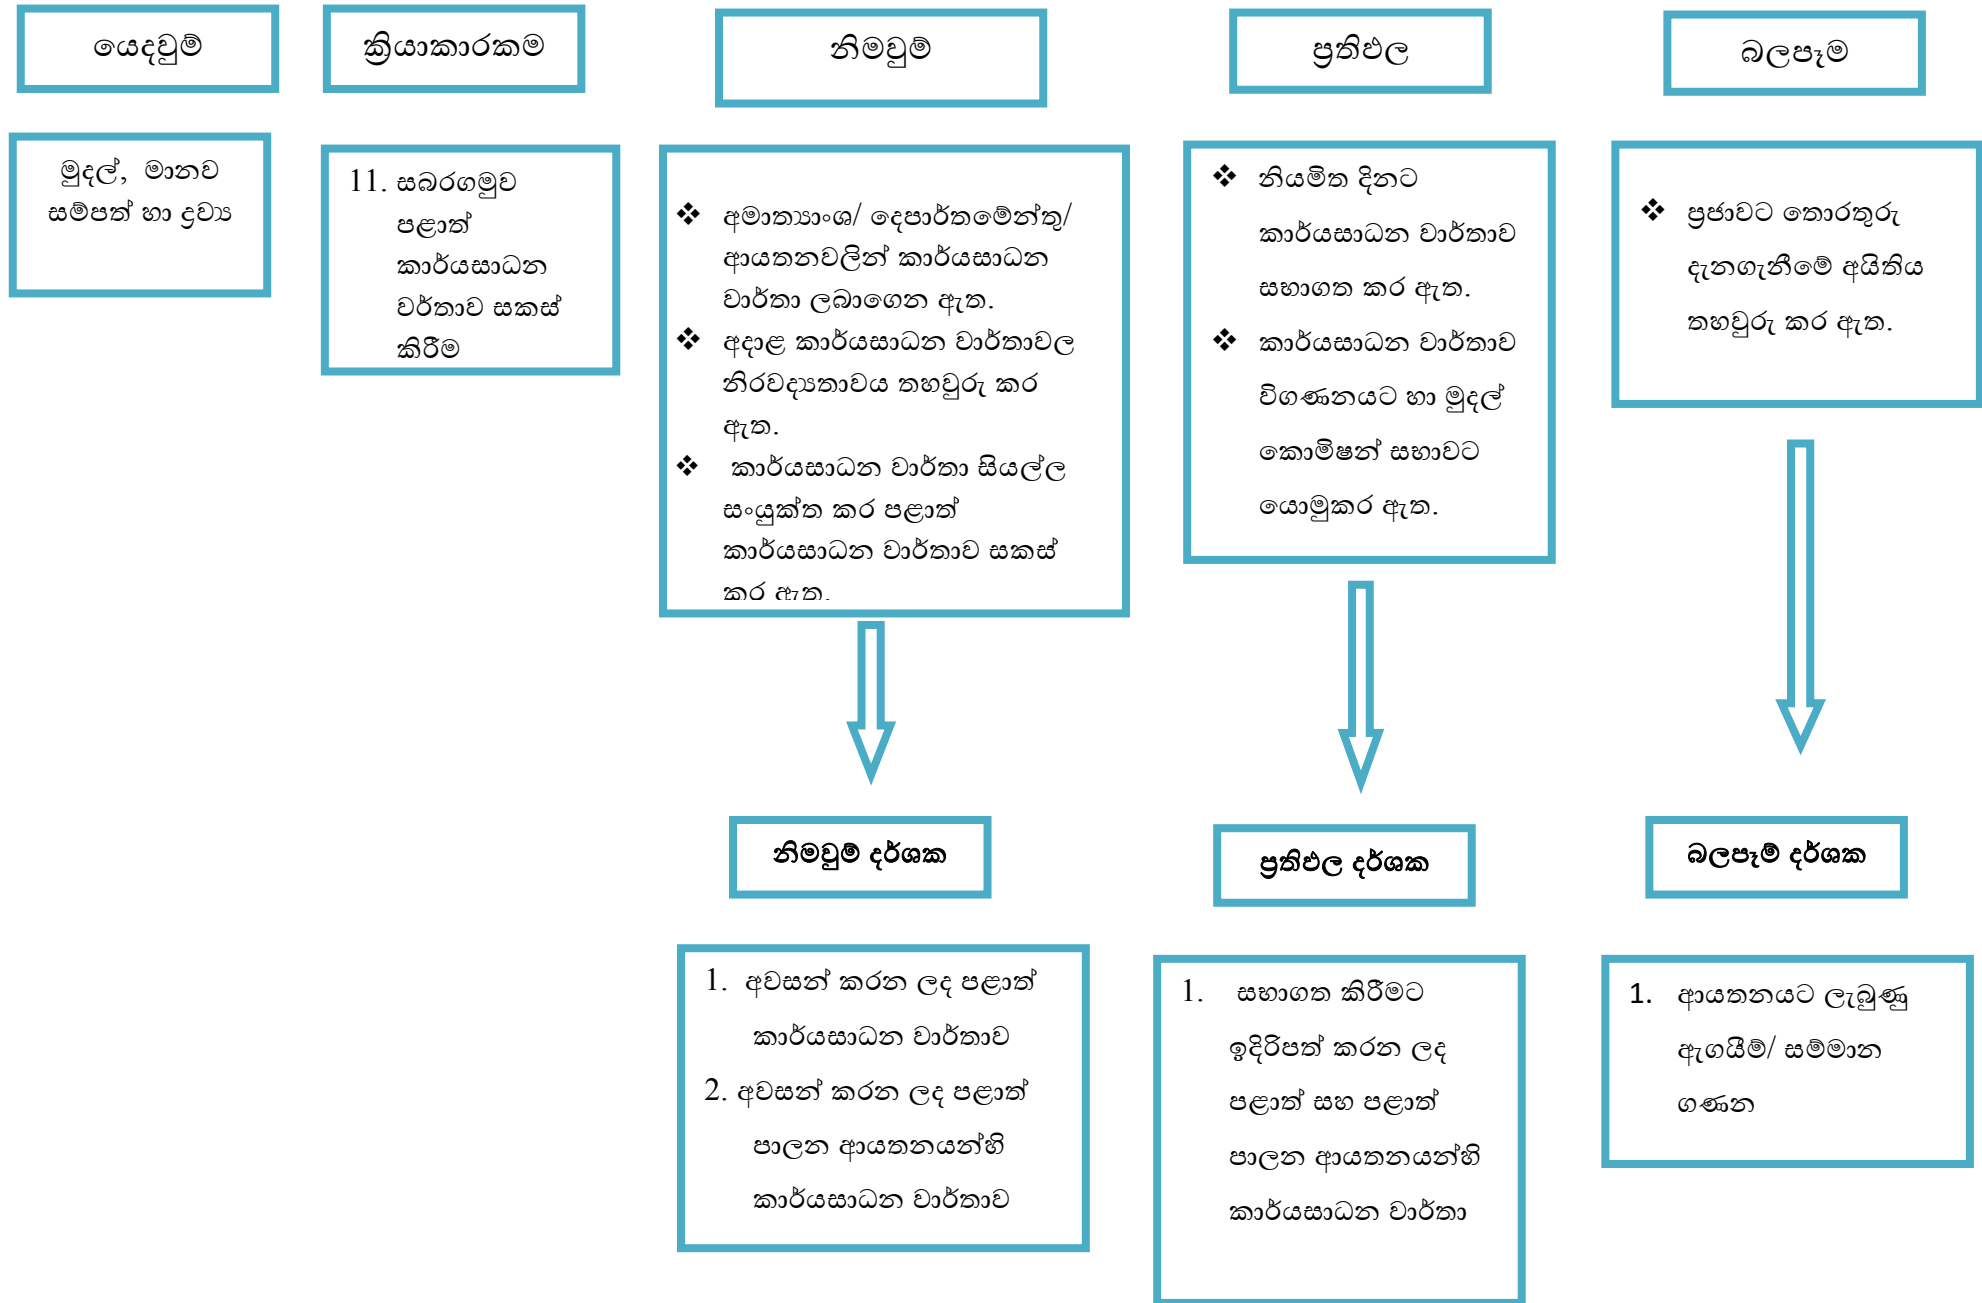 යෙදවුම්
ක්‍රියාකාරකම
නිමවුම්
ප්‍රතිඵල
බලපෑම
මුදල්, මානව
සම්පත් හා ද්‍රව්‍ය
11. සබරගමුව
පළාත්
කාර්යසාධන
වර්තාව සකස්
කිරීම
❖ අමාත්‍යාංශ/ දෙපාර්තමේන්තු/
ආයතනවලින් කාර්යසාධන
වාර්තා ලබාගෙන ඇත.
❖ අදාළ කාර්යසාධන වාර්තාවල
නිරවද්‍යතාවය තහවුරු කර
ඇත.
❖ කාර්යසාධන වාර්තා සියල්ල
සංයුක්ත කර පළාත්
කාර්යසාධන වාර්තාව සකස්
කර ඇත.
❖ නියමිත දිනට
කාර්යසාධන වාර්තාව
සභාගත කර ඇත.
❖ කාර්යසාධන වාර්තාව
විගණනයට හා මුදල්
කොමිෂන් සභාවට
යොමුකර ඇත.
❖ ප්‍රජාවට තොරතුරු
දැනගැනීමේ අයිතිය
තහවුරු කර ඇත.
නිමවුම් දර්ශක
ප්‍රතිඵල දර්ශක
බලපෑම් දර්ශක
1. අවසන් කරන ලද පළාත්
කාර්යසාධන වාර්තාව
2. අවසන් කරන ලද පළාත්
පාලන ආයතනයන්හි
කාර්යසාධන වාර්තාව
1. සභාගත කිරීමට
ඉදිරිපත් කරන ලද
පළාත් සහ පළාත්
පාලන ආයතනයන්හි
කාර්යසාධන වාර්තා
1. ආයතනයට ලැබුණු
ඇගයීම්/ සම්මාන
ගණන